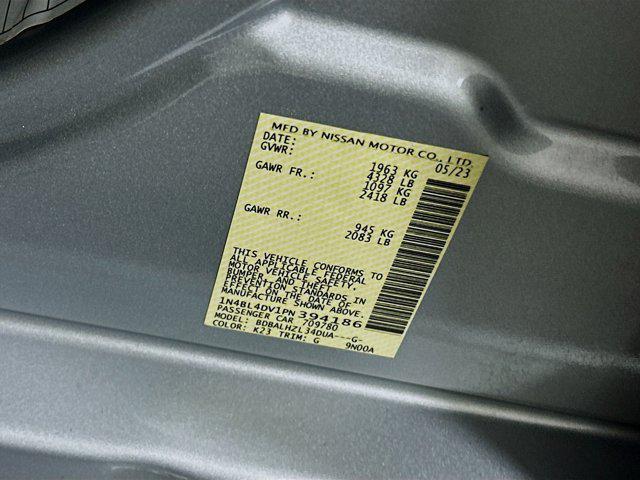 MFD BY NISSAN MOTOR CO., LTD.
DATE: 05/23
GVWR: 1963 KG
4328 LB
GAWR FR.: 1097 KG
2418 LB
GAWR RR.: 945 KG
2083 LB
THIS VEHICLE CONFORMS TO
ALL APPLICABLE FEDERAL
MOTOR VEHICLE SAFETY,
BUMPER, AND THEFT
PREVENTION STANDARDS IN
EFFECT ON THE DATE OF
MANUFACTURE SHOWN ABOVE.
1N4BL4DV1PN394186
PASSENGER CAR 709780
MODEL: BDBALHZL34DUA---G-
COLOR: K23 TRIM: G 9N00A